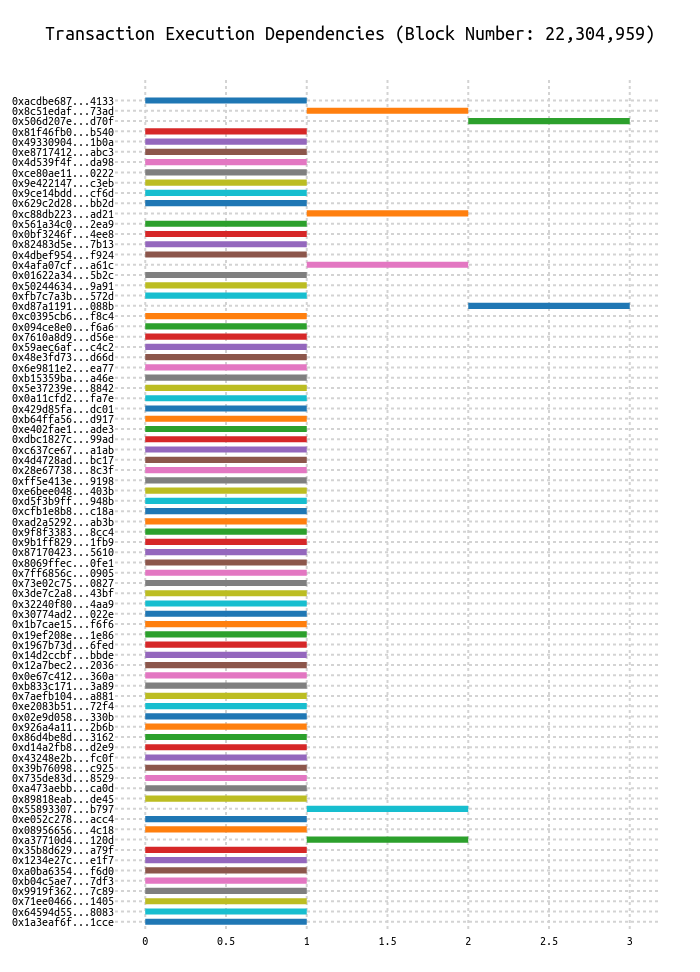 Transaction Execution Dependencies (Block Number: 22,304,959)
0xacdbe687...4133
0x8c51edaf...73ad
0x506d207e...d70f
0x81f46fb0...b540
0x49330904...1b0a
0xe8717412...abc3
0x4d539f4f...da98
0xce80ae11...0222
0x9e422147...c3eb
0x9ce14bdd...cf6d
0x629c2d28...bb2d
0xc88db223...ad21
0x561a34c0...2ea9
0x0bf3246f...4ee8
0x82483d5e...7b13
0x4dbef954...f924
0x4afa07cf...a61c
0x01622a34...5b2c
0x50244634...9a91
0xfb7c7a3b...572d
0xd87a1191...088b
0xc0395cb6...f8c4
0x094ce8e0...f6a6
0x7610a8d9...d56e
0x59aec6af...c4c2
0x48e3fd73...d66d
0x6e9811e2...ea77
0xb15359ba...a46e
0x5e37239e...8842
0x0a11cfd2...fa7e
0x429d85fa...dc01
0xb64ffa56...d917
0xe402fae1...ade3
0xdbc1827c...99ad
0xc637ce67...a1ab
0x4d4728ad...bc17
0x28e67738...8c3f
0xff5e413e...9198
0xe6bee048...403b
0xd5f3b9ff...948b
0xcfb1e8b8...c18a
0xad2a5292...ab3b
0x9f8f3383...8cc4
0x9b1ff829...1fb9
0x87170423...5610
0x8069ffec...0fe1
0x7ff6856c...0905
0x73e02c75...0827
0x3de7c2a8...43bf
0x32240f80...4aa9
0x30774ad2...022e
0x1b7cae15...f6f6
0x19ef208e...1e86
0x1967b73d...6fed
0x14d2ccbf...bbde
0x12a7bec2...2036
0x0e67c412...360a
0xb833c171...3a89
0x7aefb104...a881
0xe2083b51...72f4
0x02e9d058...330b
0x926a4a11...2b6b
0x86d4be8d...3162
0xd14a2fb8...d2e9
0x43248e2b...fc0f
0x39b76098...c925
0x735de83d...8529
0xa473aebb...ca0d
0x89818eab...de45
0x55893307...b797
0xe052c278...acc4
0x08956656...4c18
0xa37710d4...120d
0x35b8d629...a79f
0x1234e27c...e1f7
0xa0ba6354...f6d0
0xb04c5ae7...7df3
0x9919f362...7c89
0x71ee0466...1405
0x64594d55...8083
0x1a3eaf6f...1cce
0 0.5 1 1.5 2 2.5 3